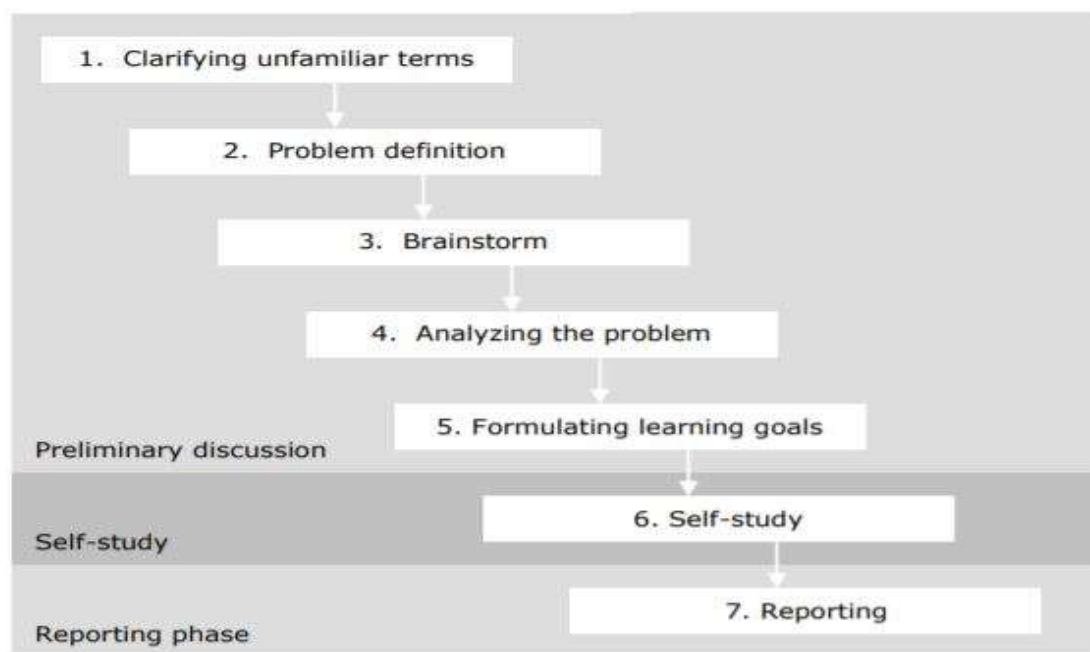 1. Clarifying unfamiliar terms
2. Problem definition
3. Brainstorm
4. Analyzing the problem
5. Formulating learning goals
Preliminary discussion
6. Self-study
Self-study
7. Reporting
Reporting phase